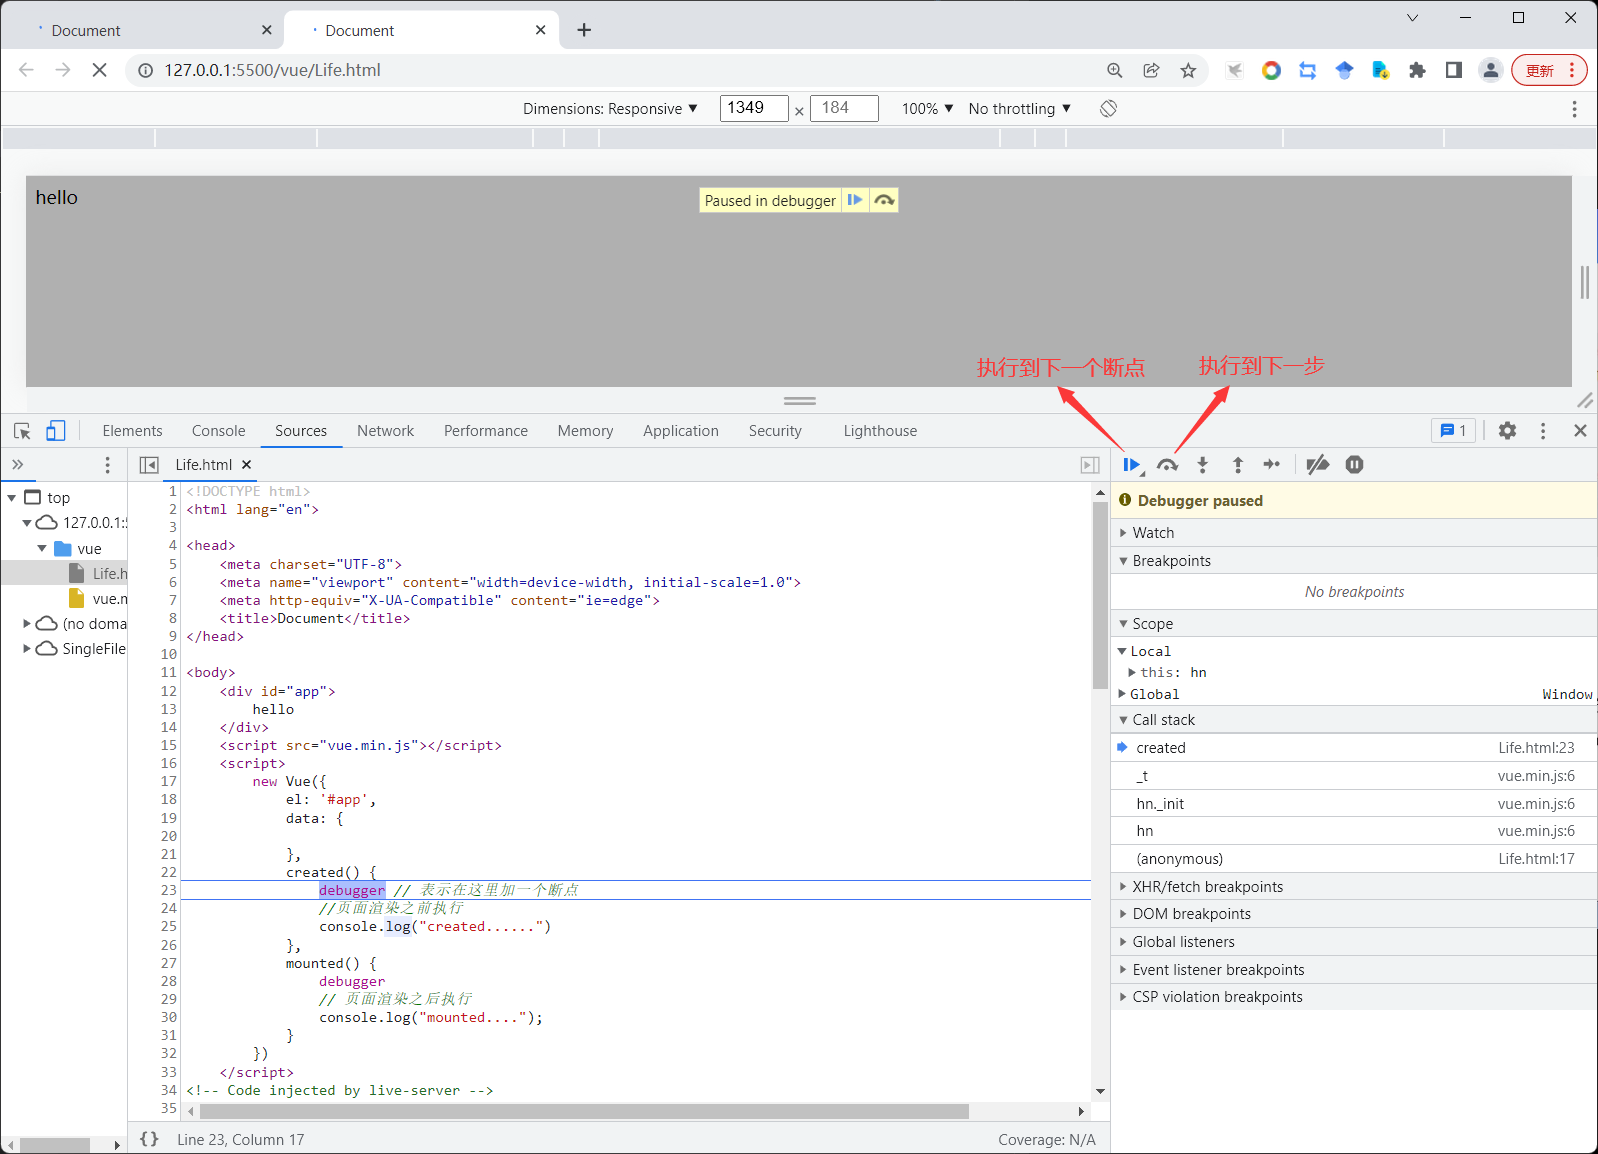 Document
Document
127.0.0.1:5500/vue/Life.html
更新
Dimensions: Responsive ▼ 1349 × 184 100% ▼ No throttling ▼
hello
Paused in debugger
执行到下一个断点
执行到下一步
Elements Console Sources Network Performance Memory Application Security Lighthouse
1
Life.html
top
127.0.0.1:5
vue
Life.h
vue.m
(no doma
SingleFile
1 <!DOCTYPE html>
2 <html lang="en">
3
4 <head>
5     <meta charset="UTF-8">
6     <meta name="viewport" content="width=device-width, initial-scale=1.0">
7     <meta http-equiv="X-UA-Compatible" content="ie=edge">
8     <title>Document</title>
9 </head>
10
11 <body>
12     <div id="app">
13         hello
14     </div>
15     <script src="vue.min.js"></script>
16     <script>
17         new Vue({
18             el: '#app',
19             data: {
20
21             },
22             created() {
23                 debugger // 表示在这里加一个断点
24                 //页面渲染之前执行
25                 console.log("created......")
26             },
27             mounted() {
28                 debugger
29                 // 页面渲染之后执行
30                 console.log("mounted....");
31             }
32         })
33     </script>
34 <!-- Code injected by live-server -->
35
{} Line 23, Column 17
Coverage: N/A
Debugger paused
Watch
Breakpoints
No breakpoints
Scope
Local
this: hn
Global Window
Call stack
created Life.html:23
_t vue.min.js:6
hn._init vue.min.js:6
hn vue.min.js:6
(anonymous) Life.html:17
XHR/fetch breakpoints
DOM breakpoints
Global listeners
Event listener breakpoints
CSP violation breakpoints